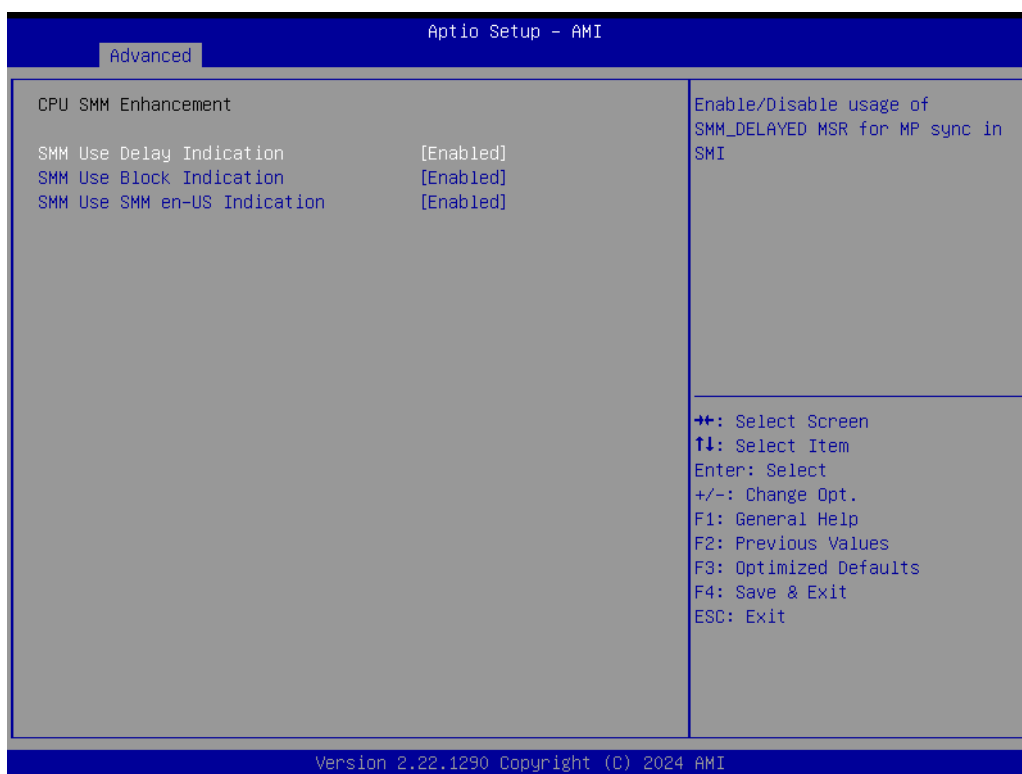 Aptio Setup - AMI
Advanced
CPU SMM Enhancement
SMM Use Delay Indication [Enabled]
SMM Use Block Indication [Enabled]
SMM Use SMM en-US Indication [Enabled]
Enable/Disable usage of
SMM_DELAYED MSR for MP sync in
SMI
→←: Select Screen
↑↓: Select Item
Enter: Select
+/-: Change Opt.
F1: General Help
F2: Previous Values
F3: Optimized Defaults
F4: Save & Exit
ESC: Exit
Version 2.22.1290 Copyright (C) 2024 AMI